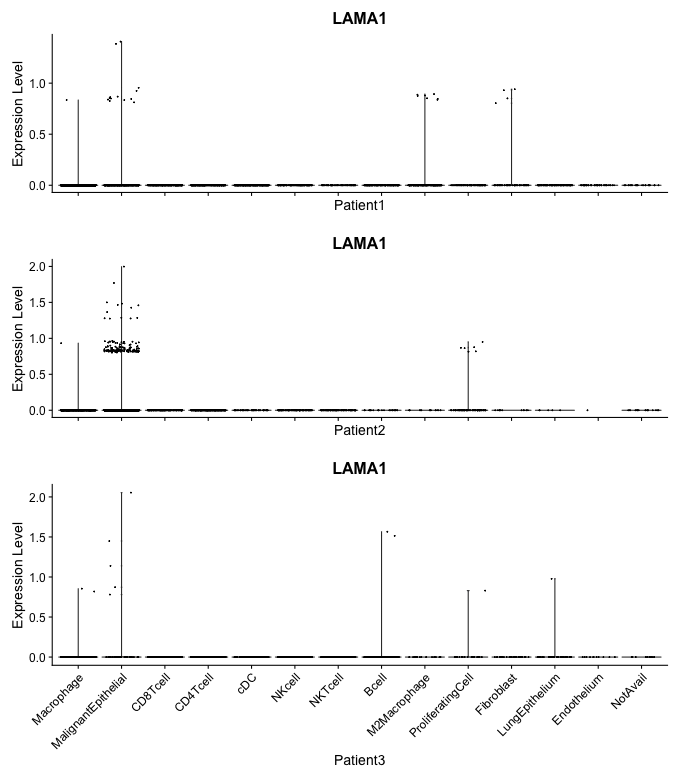 LAMA1
Expression Level
1.0
0.5
0.0
Patient1
LAMA1
Expression Level
2.0
1.5
1.0
0.5
0.0
Patient2
LAMA1
Expression Level
2.0
1.5
1.0
0.5
0.0
Macrophage
MalignantEpithelial
CD8Tcell
CD4Tcell
cDC
NKcell
NKTcell
Bcell
M2Macrophage
ProliferatingCell
Fibroblast
LungEpithelium
Endothelium
NotAvail
Patient3